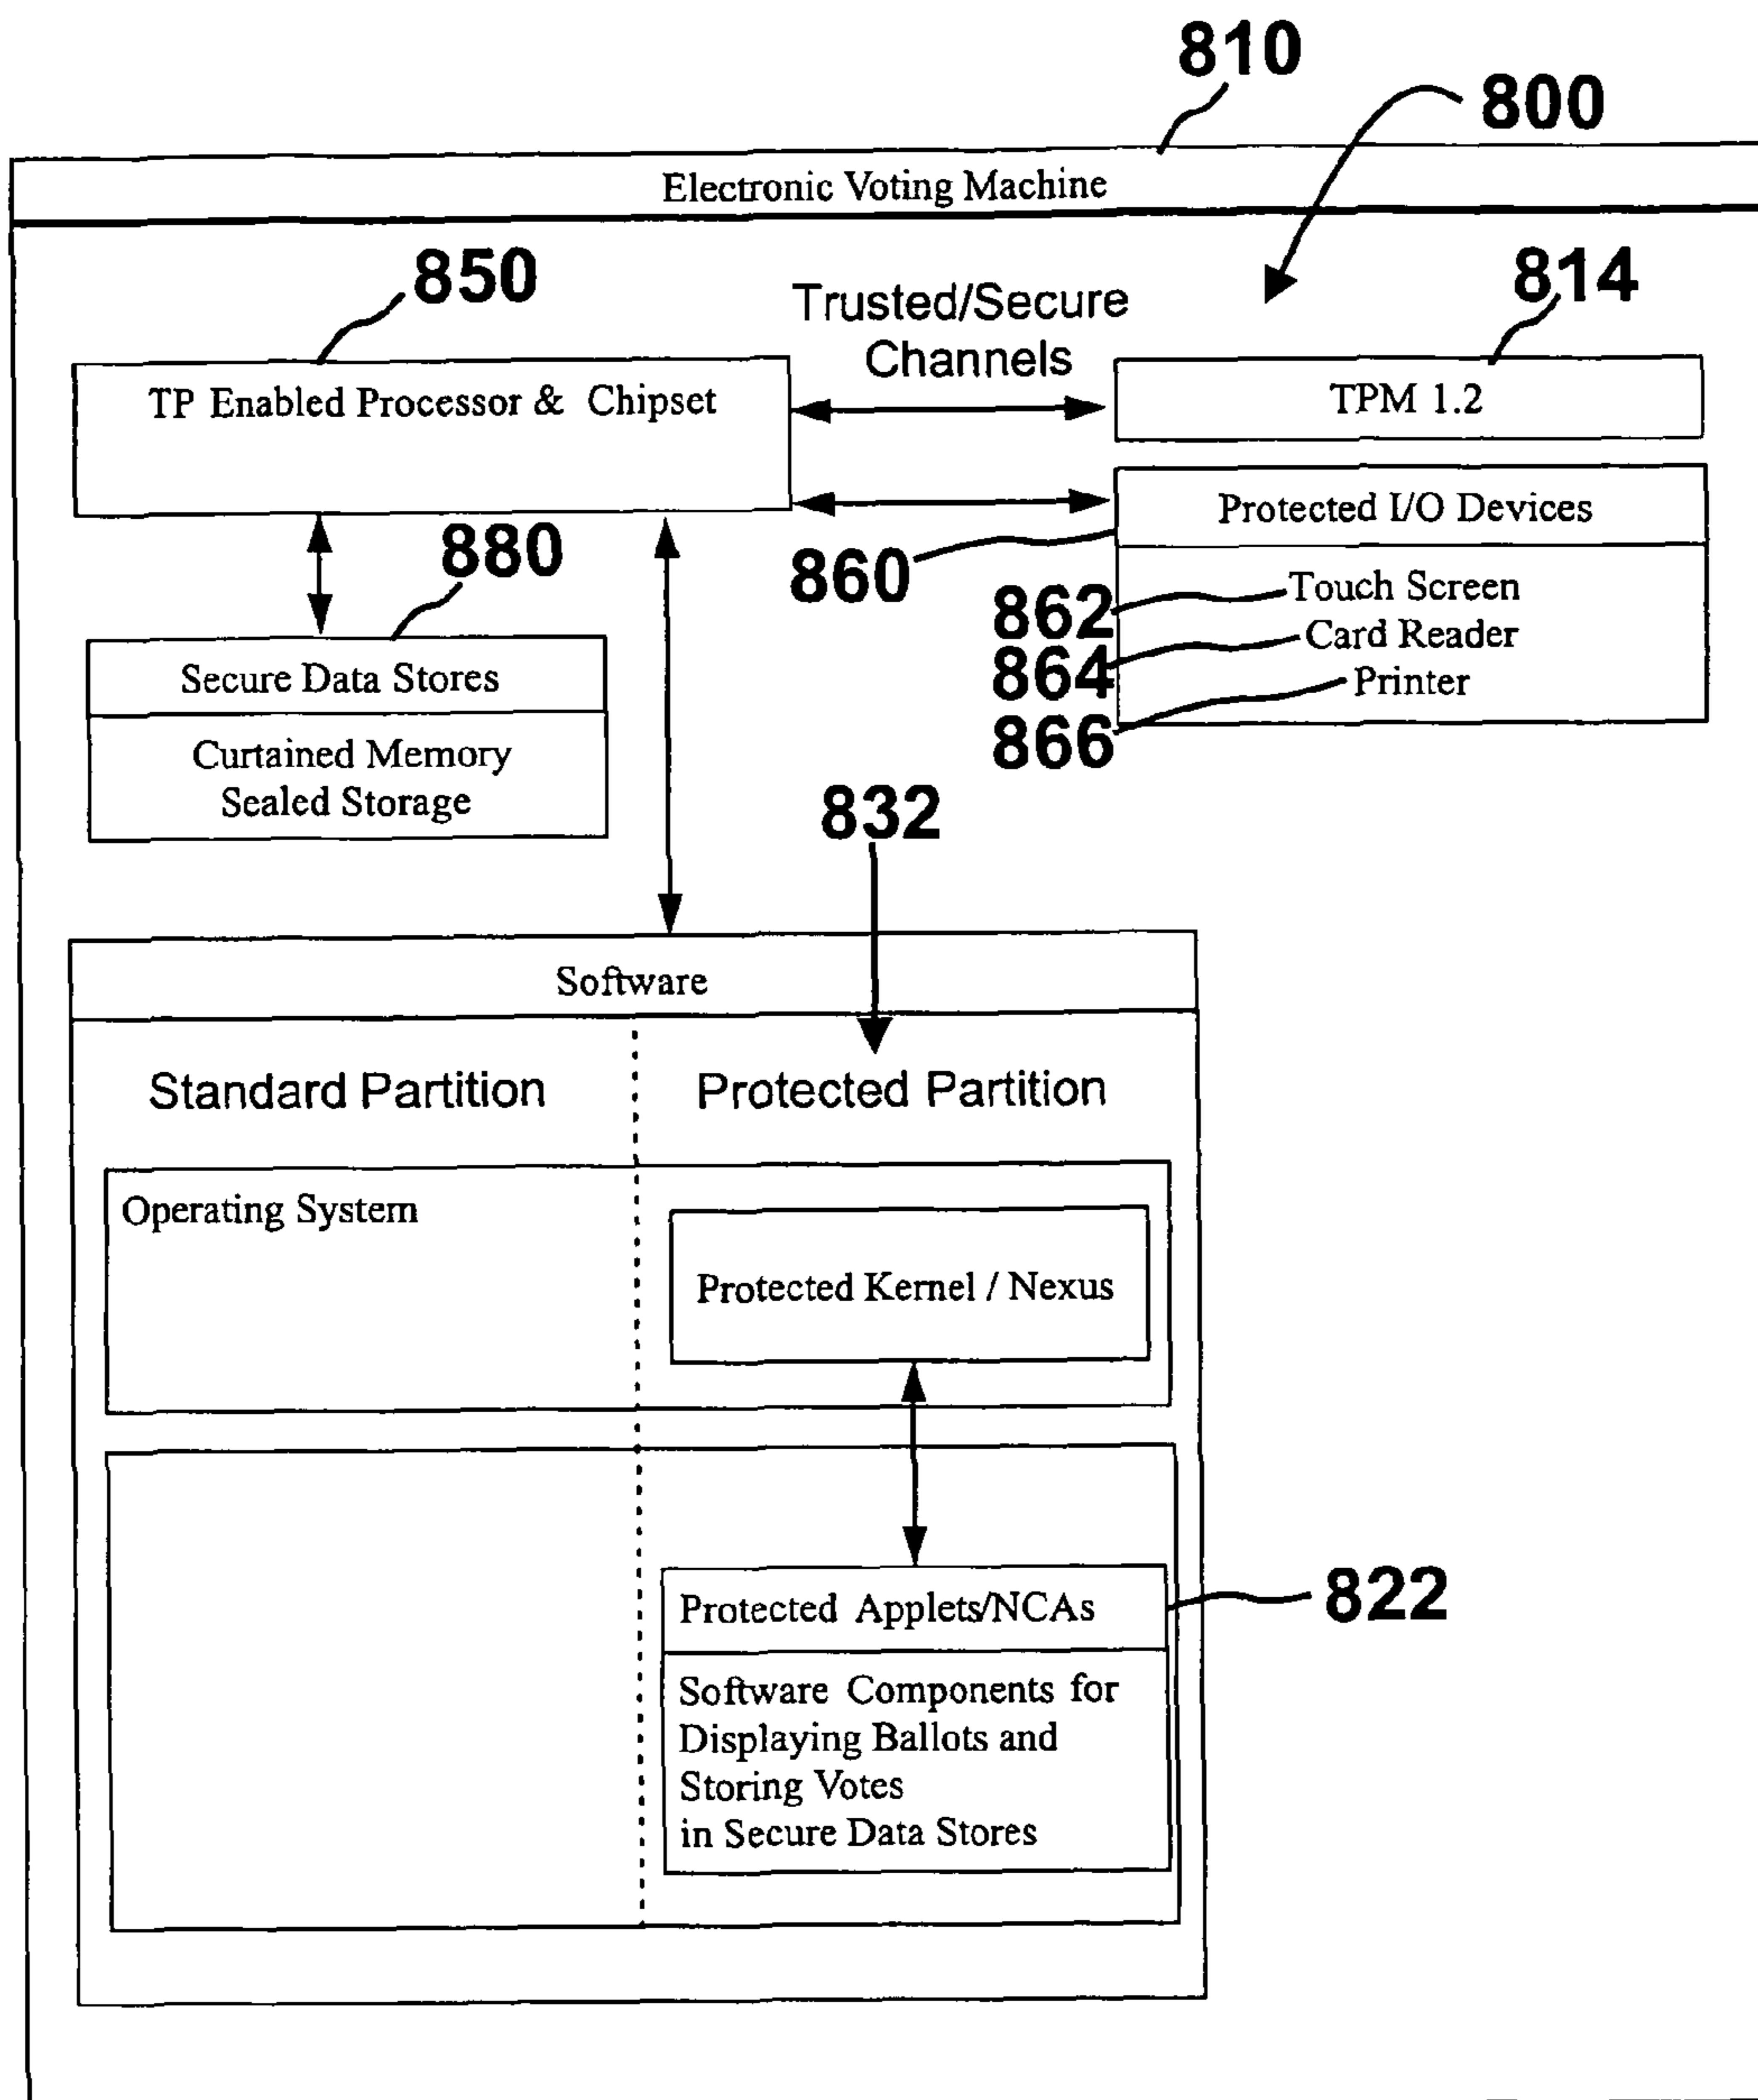 810
800
Electronic Voting Machine
850
Trusted/Secure
Channels
814
TP Enabled Processor & Chipset
TPM 1.2
Protected I/O Devices
880
860
862
Touch Screen
864
Card Reader
866
Printer
Secure Data Stores
Curtained Memory
Sealed Storage
832
Software
Standard Partition
Protected Partition
Operating System
Protected Kernel / Nexus
822
Protected Applets/NCAs
Software Components for
Displaying Ballots and
Storing Votes
in Secure Data Stores